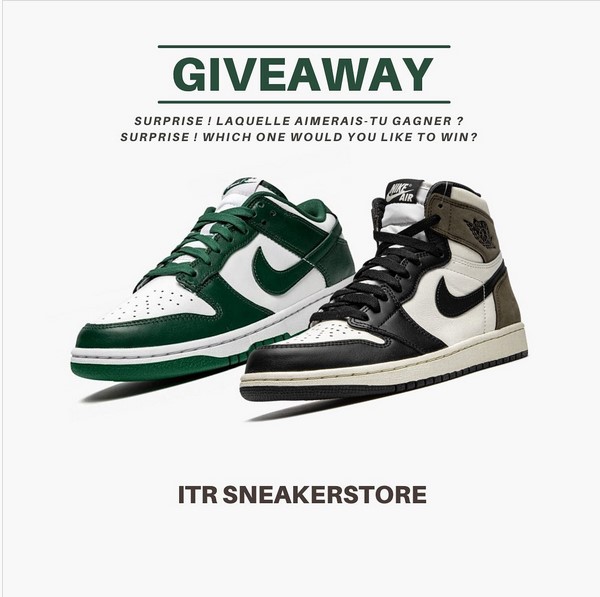 GIVEAWAY
SURPRISE ! LAQUELLE AIMERAIS-TU GAGNER ?
SURPRISE ! WHICH ONE WOULD YOU LIKE TO WIN?
NIKE
AIR
ITR SNEAKERSTORE